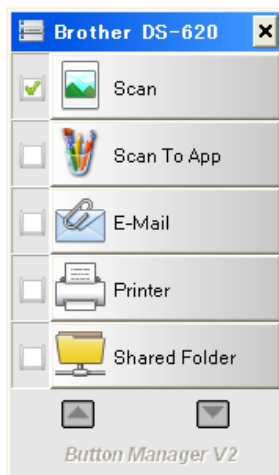 Brother DS-620
Scan
Scan To App
E-Mail
Printer
Shared Folder
Button Manager V2